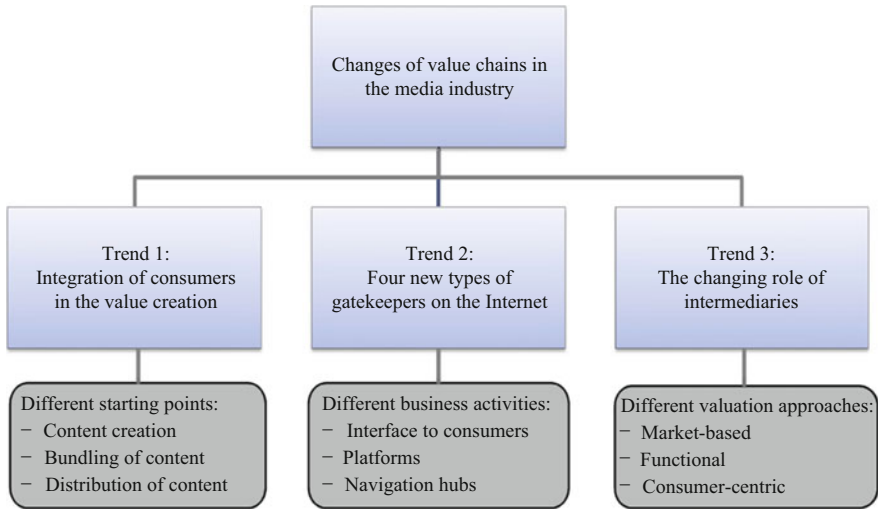 Changes of value chains in
the media industry
Trend 1:
Integration of consumers
in the value creation
Trend 2:
Four new types of
gatekeepers on the Internet
Trend 3:
The changing role of
intermediaries
Different starting points:
– Content creation
– Bundling of content
– Distribution of content
Different business activities:
– Interface to consumers
– Platforms
– Navigation hubs
Different valuation approaches:
– Market-based
– Functional
– Consumer-centric